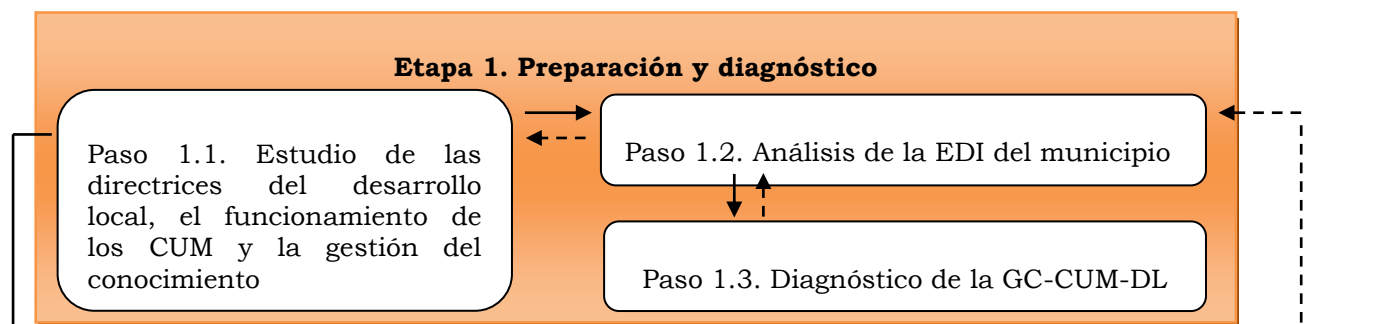 Etapa 1. Preparación y diagnóstico
Paso 1.1. Estudio de las
directrices del desarrollo
local, el funcionamiento de
los CUM y la gestión del
conocimiento
Paso 1.2. Análisis de la EDI del municipio
Paso 1.3. Diagnóstico de la GC-CUM-DL